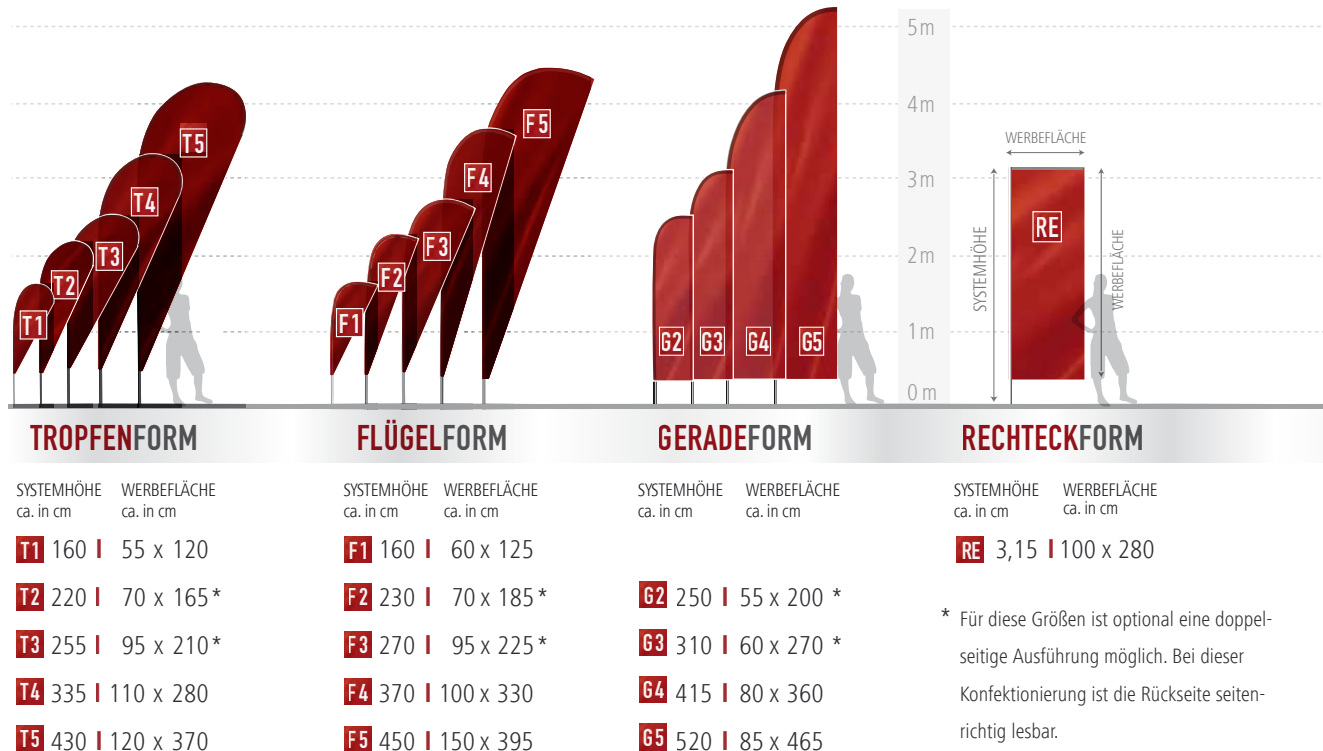 5 m
4 m
3 m
2 m
1 m
0 m
T5
T4
T3
T2
T1
F5
F4
F3
F2
F1
G2
G3
G4
G5
WERBEFLÄCHE
SYSTEMHÖHE
RE
WERBEFLÄCHE
TROPFENFORM
SYSTEMHÖHE WERBEFLÄCHE
ca. in cm ca. in cm
T1 160 | 55 x 120
T2 220 | 70 x 165 *
T3 255 | 95 x 210 *
T4 335 | 110 x 280
T5 430 | 120 x 370
FLÜGELFORM
SYSTEMHÖHE WERBEFLÄCHE
ca. in cm ca. in cm
F1 160 | 60 x 125
F2 230 | 70 x 185 *
F3 270 | 95 x 225 *
F4 370 | 100 x 330
F5 450 | 150 x 395
GERADEFORM
SYSTEMHÖHE WERBEFLÄCHE
ca. in cm ca. in cm
G2 250 | 55 x 200 *
G3 310 | 60 x 270 *
G4 415 | 80 x 360
G5 520 | 85 x 465
RECHTECKFORM
SYSTEMHÖHE WERBEFLÄCHE
ca. in cm ca. in cm
RE 3,15 | 100 x 280
* Für diese Größen ist optional eine doppel-
seitige Ausführung möglich. Bei dieser
Konfektionierung ist die Rückseite seiten-
richtig lesbar.